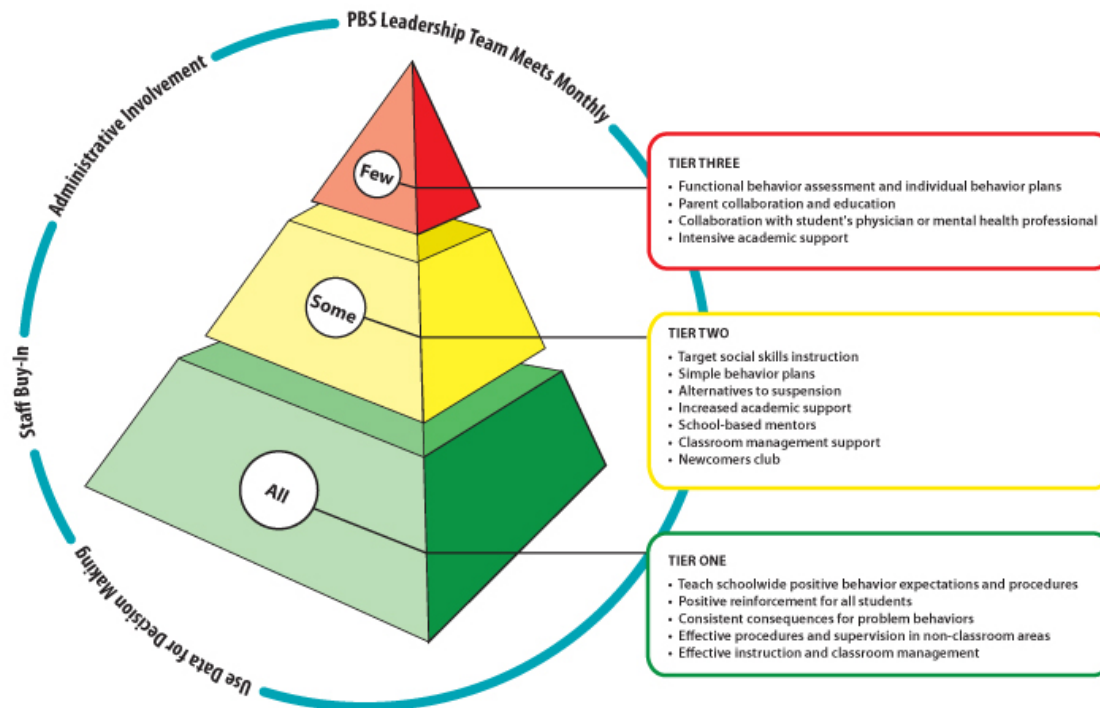 PBS Leadership Team Meets Monthly
Administrative Involvement
Staff Buy-In
Use Data for Decision Making
Few
Some
All
TIER THREE
• Functional behavior assessment and individual behavior plans
• Parent collaboration and education
• Collaboration with student's physician or mental health professional
• Intensive academic support
TIER TWO
• Target social skills instruction
• Simple behavior plans
• Alternatives to suspension
• Increased academic support
• School-based mentors
• Classroom management support
• Newcomers club
TIER ONE
• Teach schoolwide positive behavior expectations and procedures
• Positive reinforcement for all students
• Consistent consequences for problem behaviors
• Effective procedures and supervision in non-classroom areas
• Effective instruction and classroom management